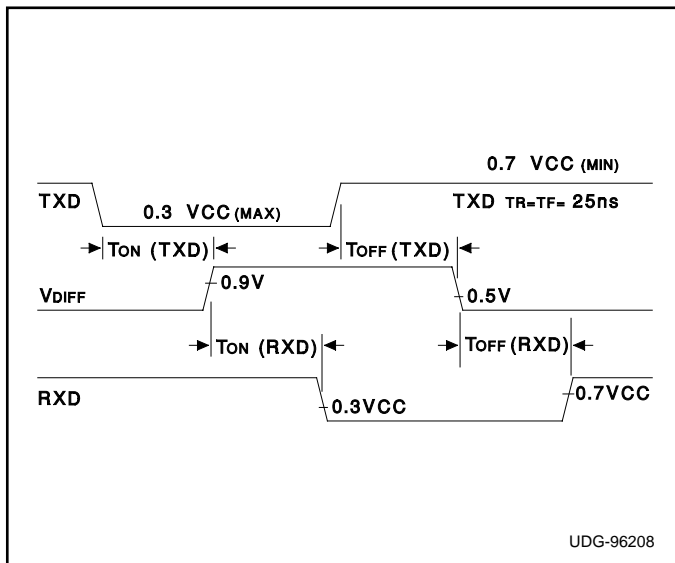 0.7 VCC (MIN)
TXD
0.3 VCC (MAX)
TXD TR=TF= 25ns
TON (TXD)
TOFF (TXD)
0.9V
VDIFF
0.5V
TON (RXD)
TOFF (RXD)
RXD
0.3VCC
0.7VCC
UDG-96208